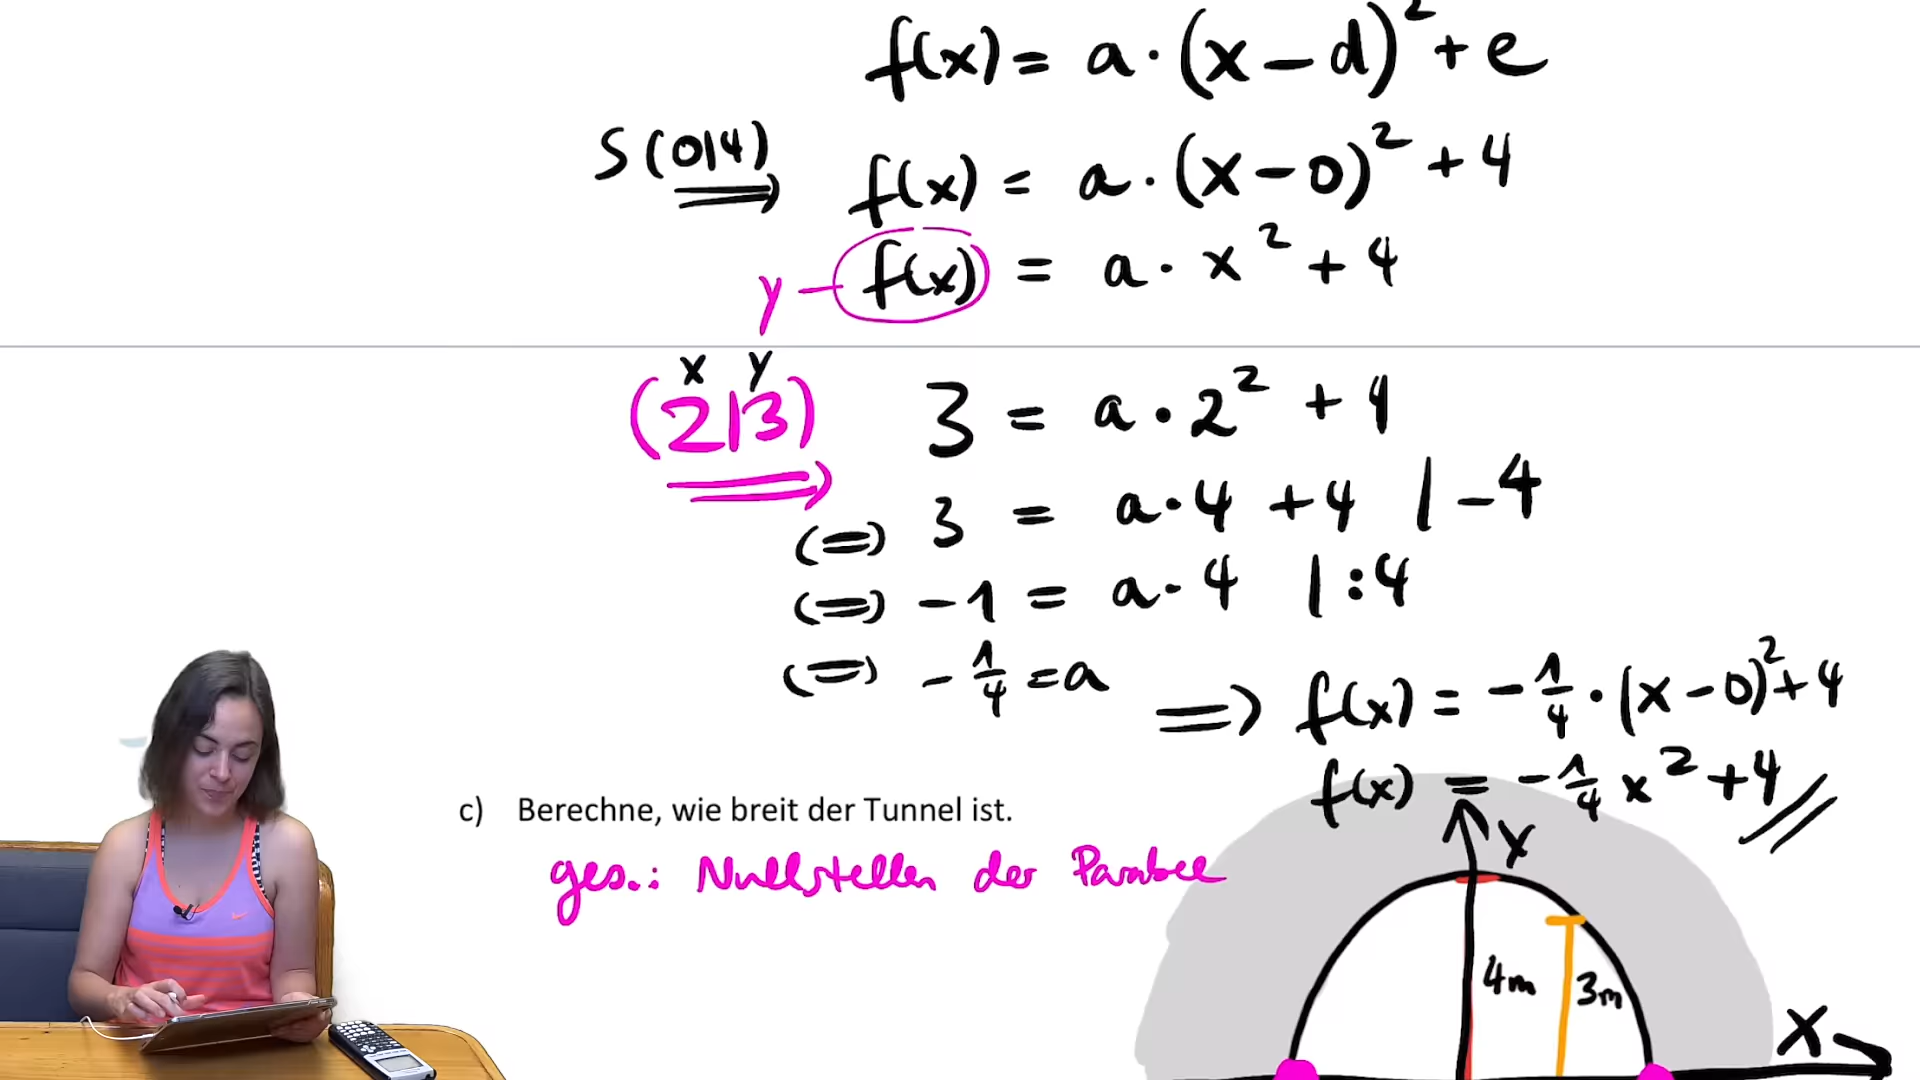 f(x) = a · (x – d)² + e
S (0|4) ⟹ f(x) = a · (x – 0)² + 4
y – f(x) = a · x² + 4
x y
(2|3) ⟹ 3 = a · 2² + 4
(=) 3 = a · 4 + 4 | – 4
(=) – 1 = a · 4 | : 4
(=) – 1/4 = a ⟹ f(x) = – 1/4 · (x – 0)² + 4
f(x) = – 1/4 x² + 4
c) Berechne, wie breit der Tunnel ist.
ges.: Nullstellen der Parabel
y
4m 3m
x